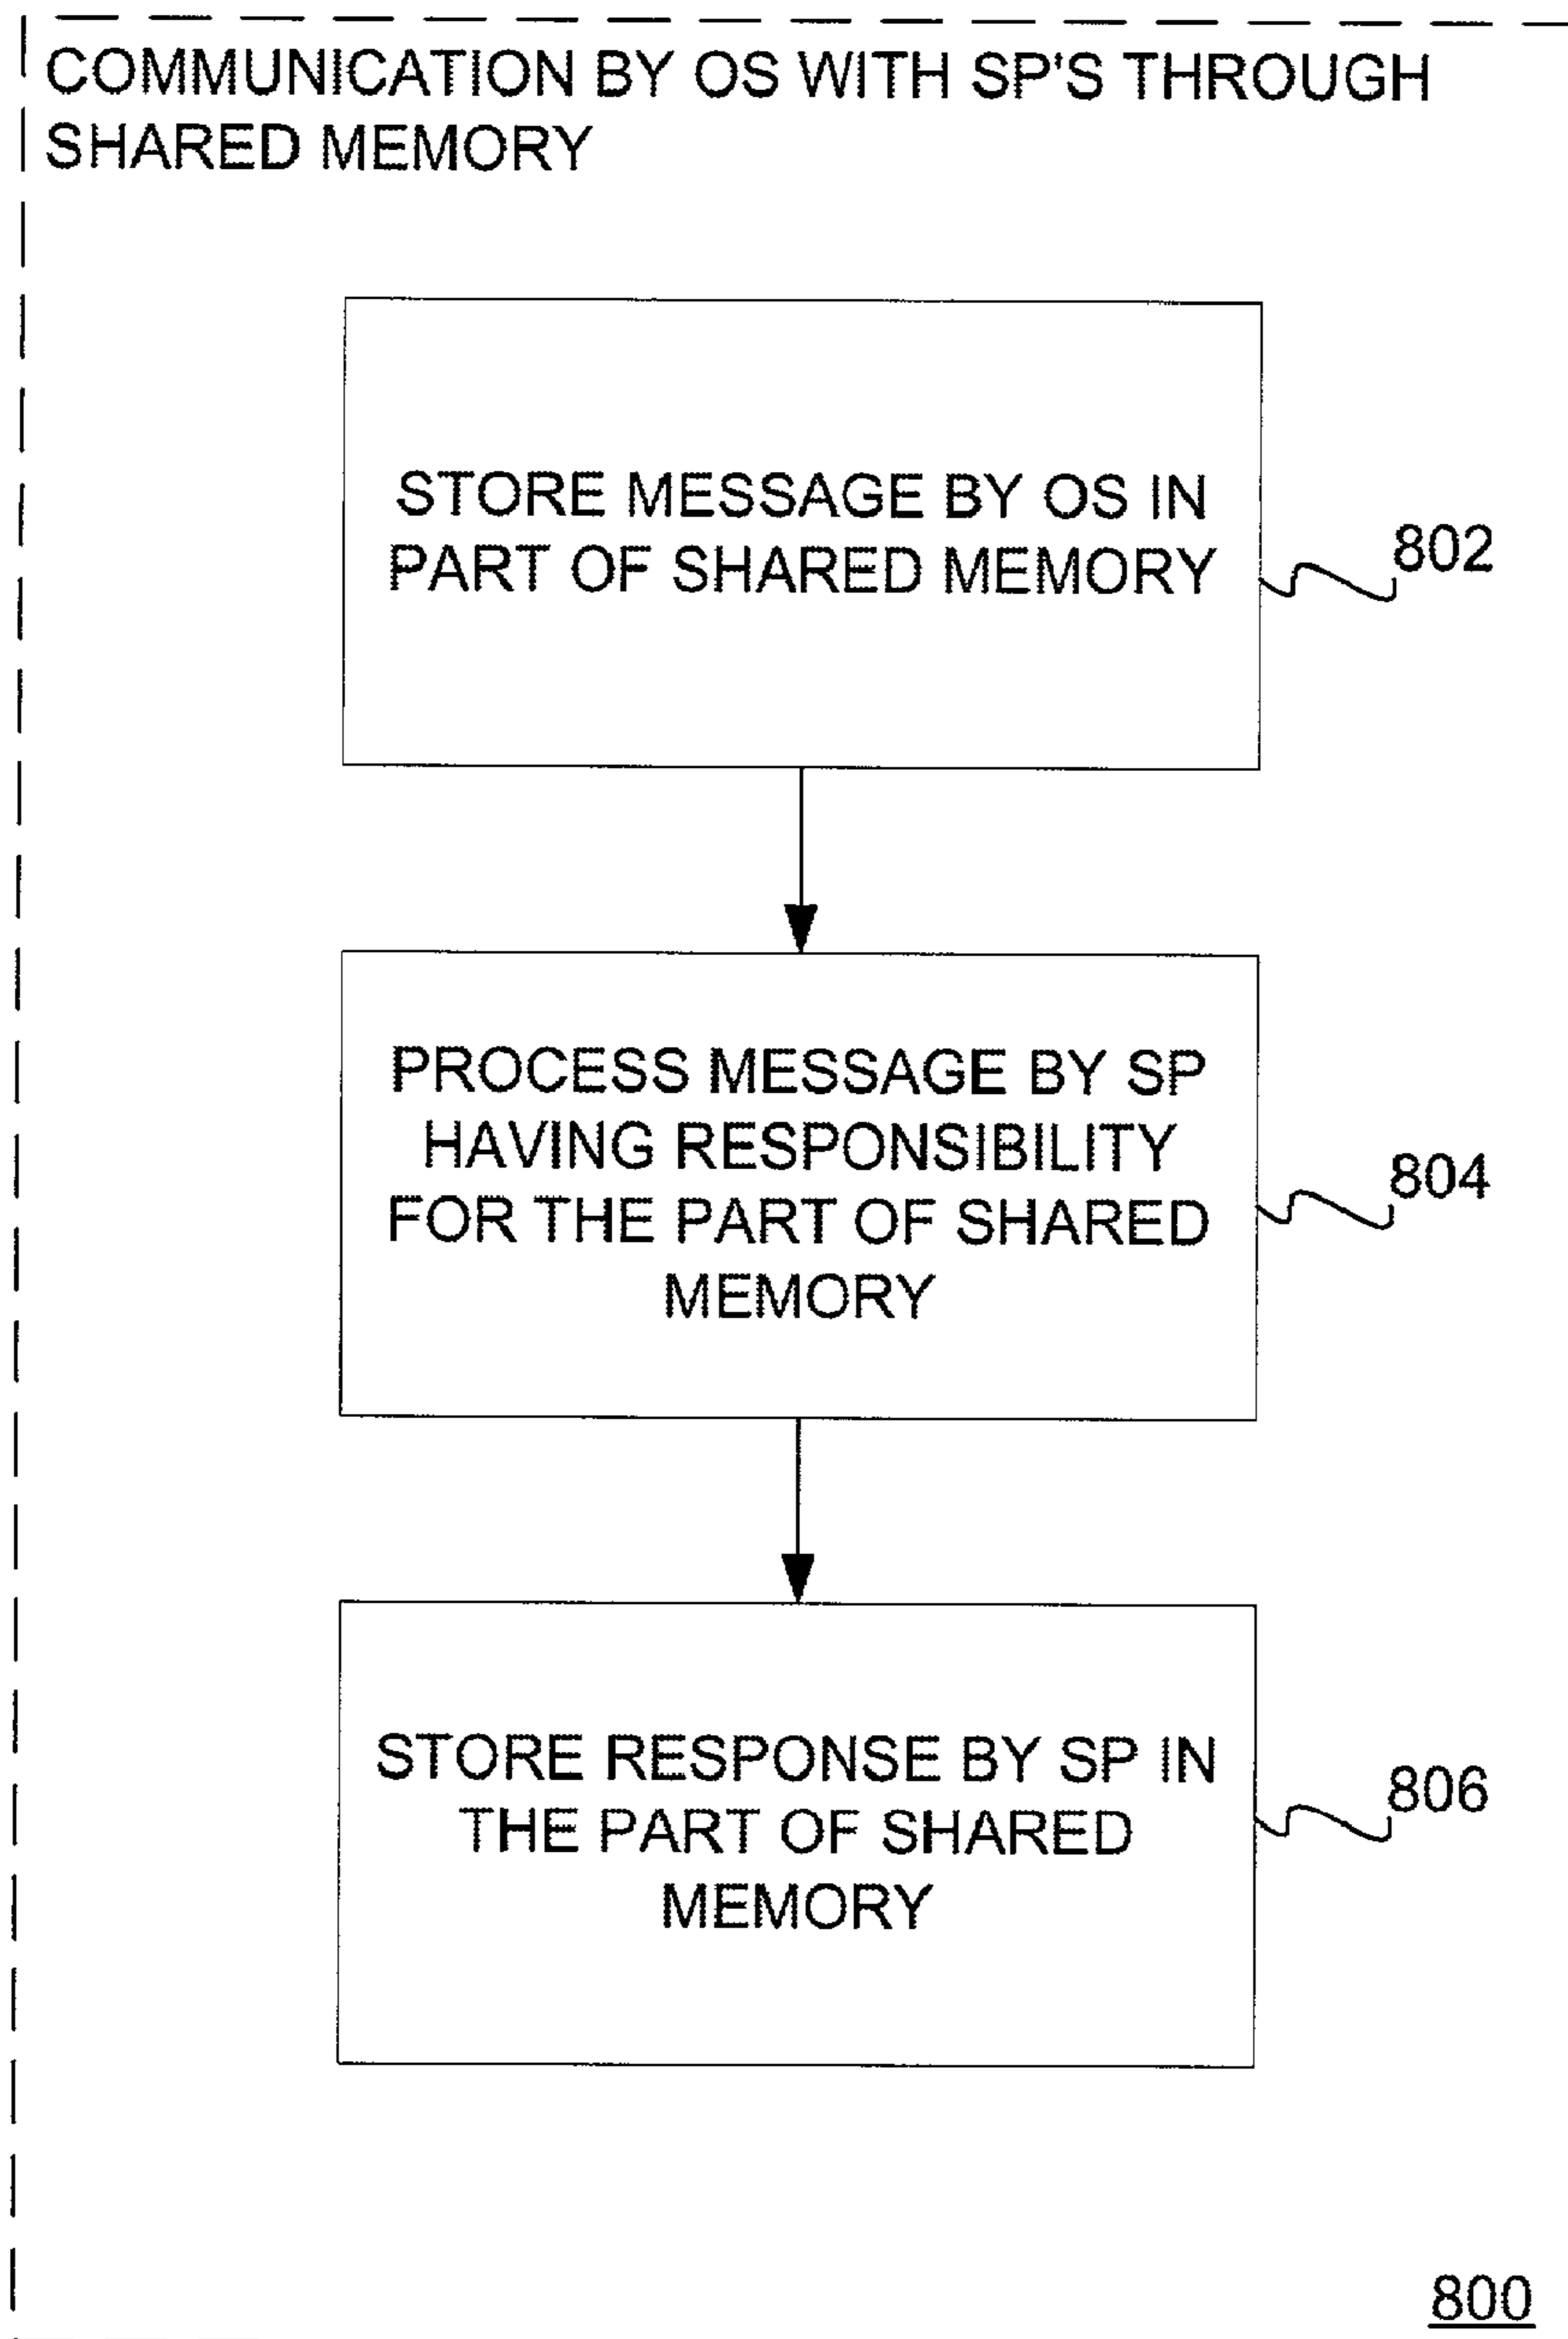 COMMUNICATION BY OS WITH SP'S THROUGH
SHARED MEMORY
STORE MESSAGE BY OS IN
PART OF SHARED MEMORY
802
PROCESS MESSAGE BY SP
HAVING RESPONSIBILITY
FOR THE PART OF SHARED
MEMORY
804
STORE RESPONSE BY SP IN
THE PART OF SHARED
MEMORY
806
800